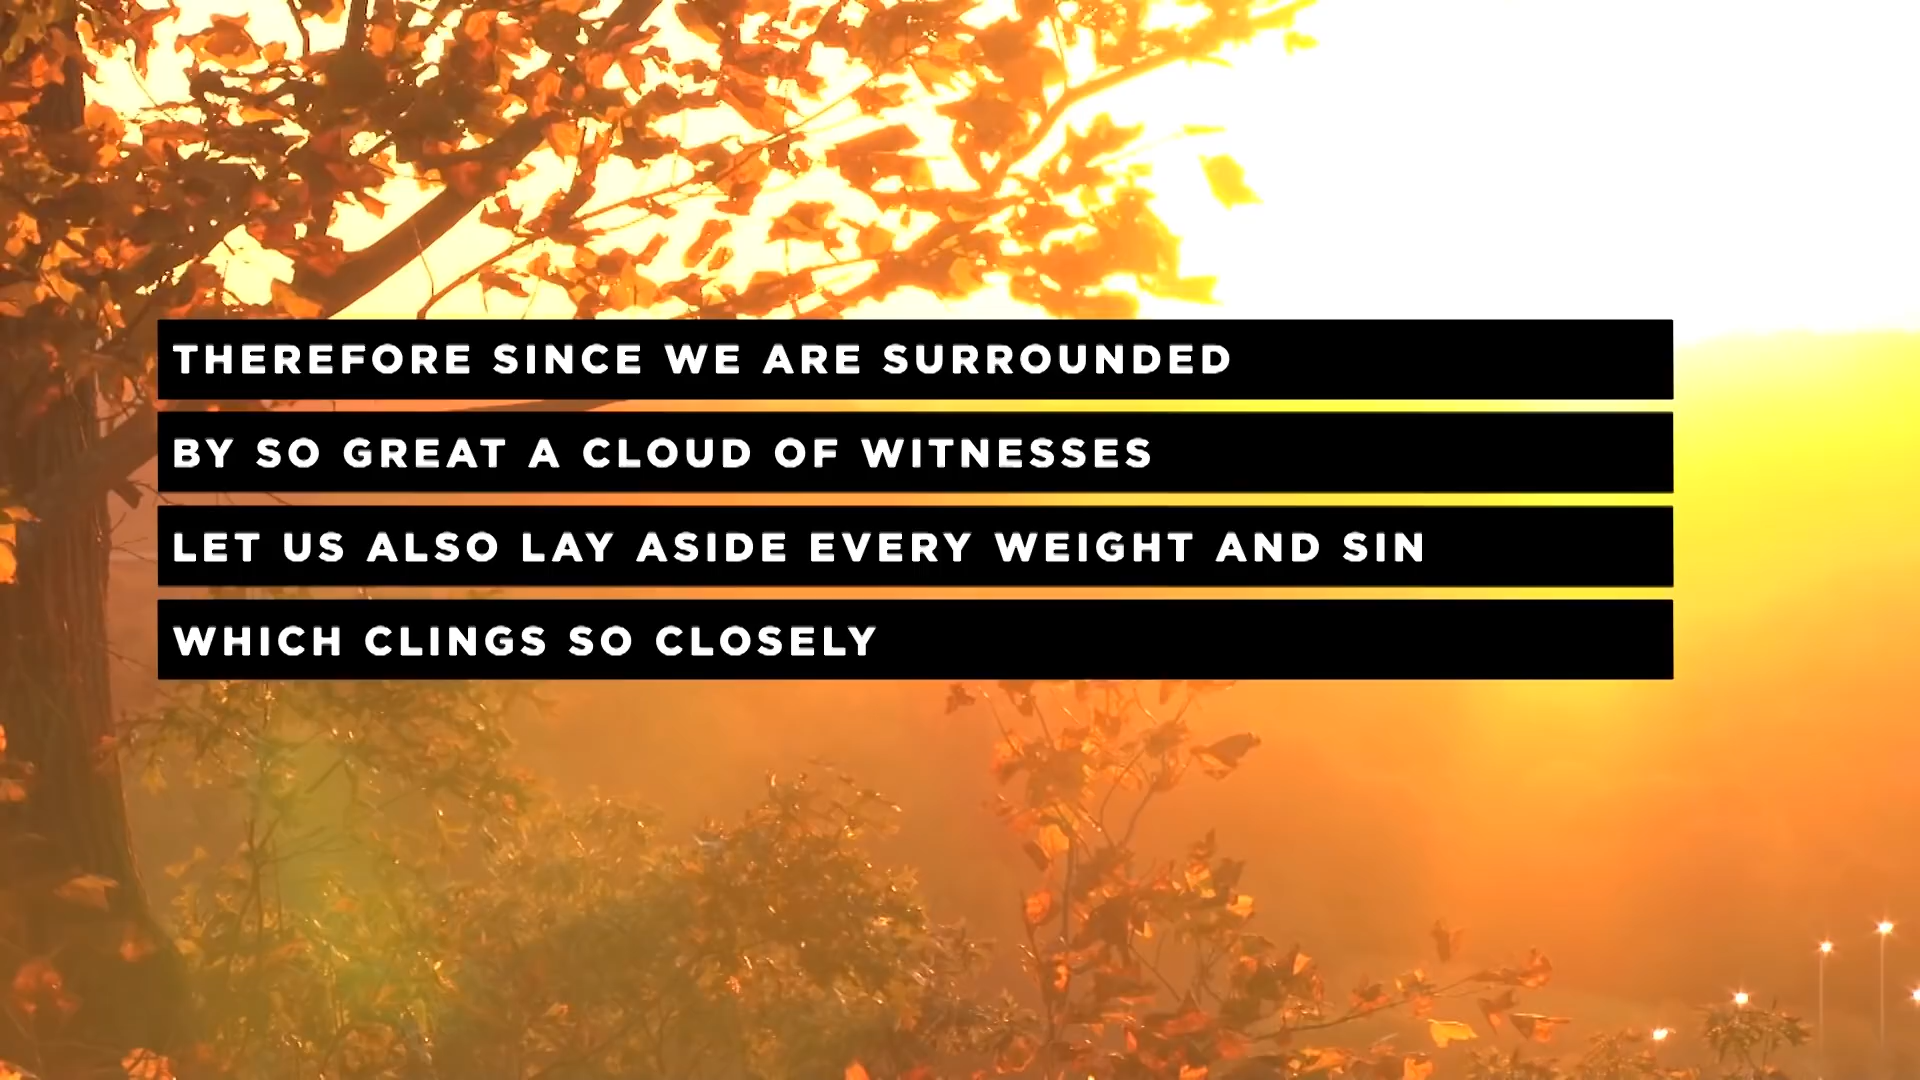 THEREFORE SINCE WE ARE SURROUNDED
BY SO GREAT A CLOUD OF WITNESSES
LET US ALSO LAY ASIDE EVERY WEIGHT AND SIN
WHICH CLINGS SO CLOSELY